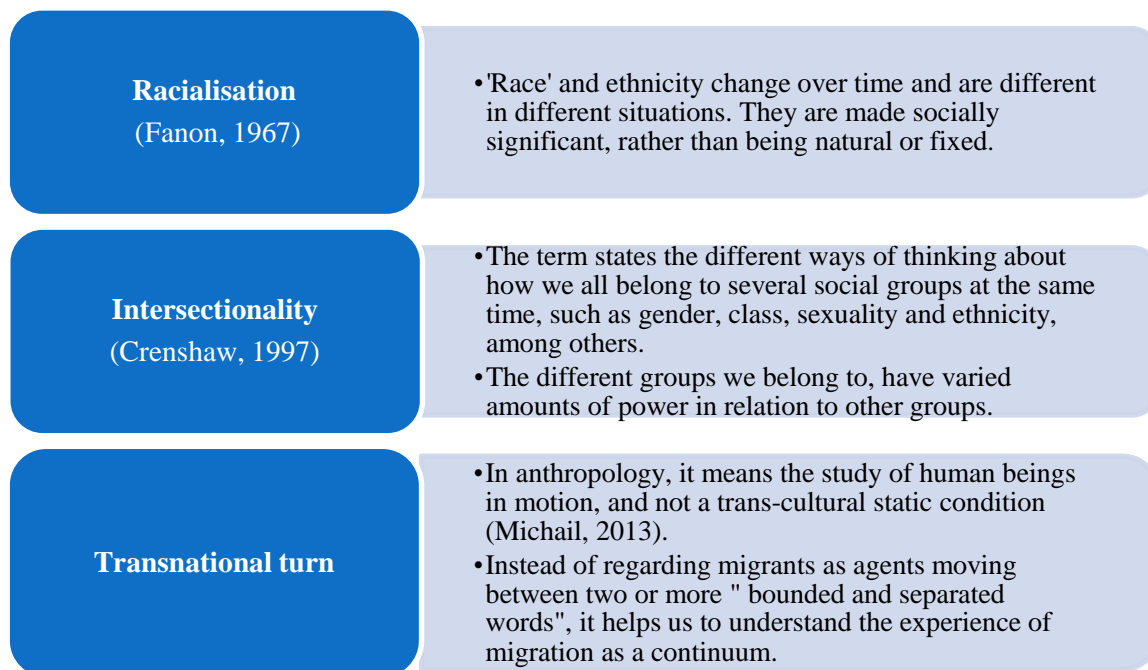 Racialisation
(Fanon, 1967)
•'Race' and ethnicity change over time and are different
in different situations. They are made socially
significant, rather than being natural or fixed.
Intersectionality
(Crenshaw, 1997)
•The term states the different ways of thinking about
how we all belong to several social groups at the same
time, such as gender, class, sexuality and ethnicity,
among others.
•The different groups we belong to, have varied
amounts of power in relation to other groups.
Transnational turn
•In anthropology, it means the study of human beings
in motion, and not a trans-cultural static condition
(Michail, 2013).
•Instead of regarding migrants as agents moving
between two or more " bounded and separated
words", it helps us to understand the experience of
migration as a continuum.